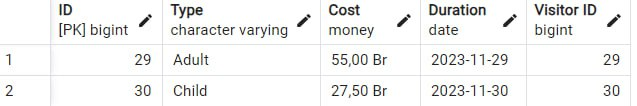 ID Type Cost Duration Visitor ID
[PK] bigint character varying money date bigint
1 29 Adult 55,00 Br 2023-11-29 29
2 30 Child 27,50 Br 2023-11-30 30